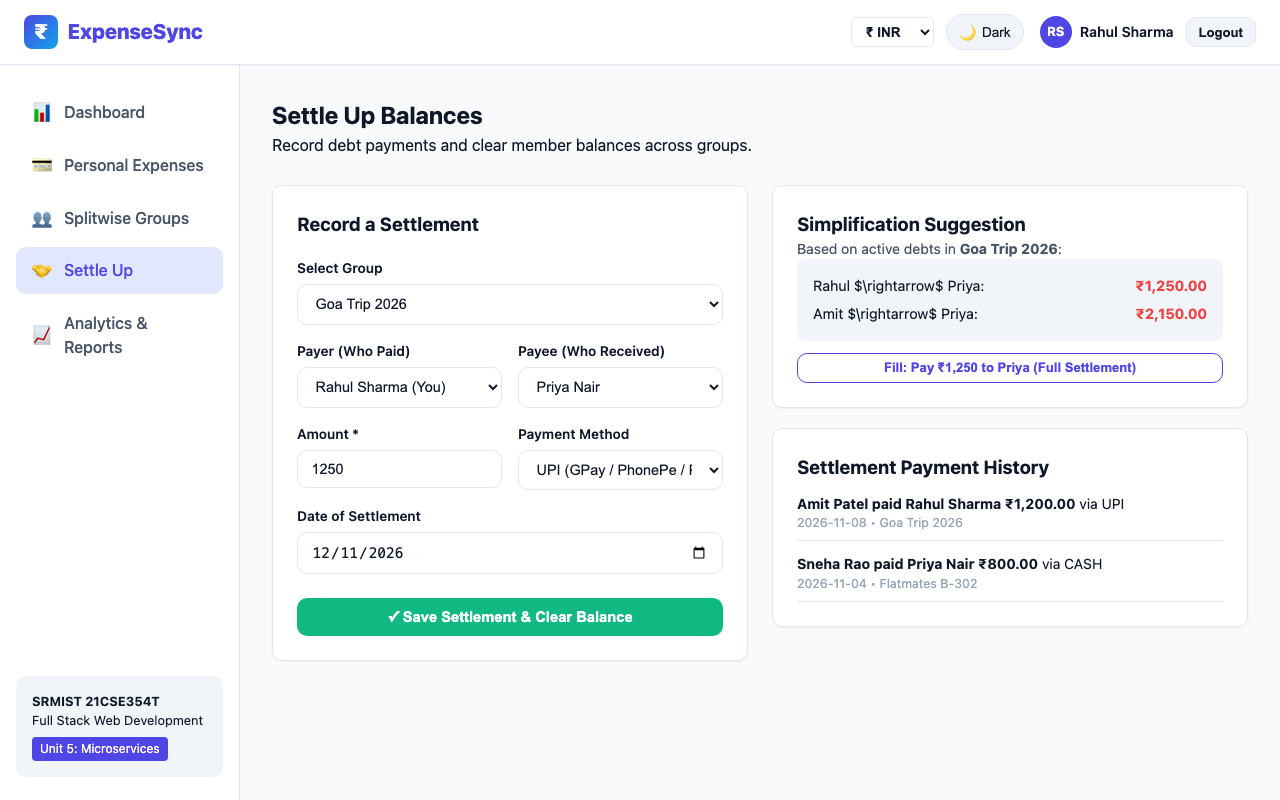 ₹ ExpenseSync
₹ INR
🌙 Dark
RS Rahul Sharma
Logout
Dashboard
Personal Expenses
Splitwise Groups
Settle Up
Analytics &
Reports
SRMIST 21CSE354T
Full Stack Web Development
Unit 5: Microservices
Settle Up Balances
Record debt payments and clear member balances across groups.
Record a Settlement
Select Group
Goa Trip 2026
Payer (Who Paid)
Rahul Sharma (You)
Payee (Who Received)
Priya Nair
Amount *
1250
Payment Method
UPI (GPay / PhonePe /
Date of Settlement
12/11/2026
✓ Save Settlement & Clear Balance
Simplification Suggestion
Based on active debts in Goa Trip 2026:
Rahul $\rightarrow$ Priya: ₹1,250.00
Amit $\rightarrow$ Priya: ₹2,150.00
Fill: Pay ₹1,250 to Priya (Full Settlement)
Settlement Payment History
Amit Patel paid Rahul Sharma ₹1,200.00 via UPI
2026-11-08 • Goa Trip 2026
Sneha Rao paid Priya Nair ₹800.00 via CASH
2026-11-04 • Flatmates B-302